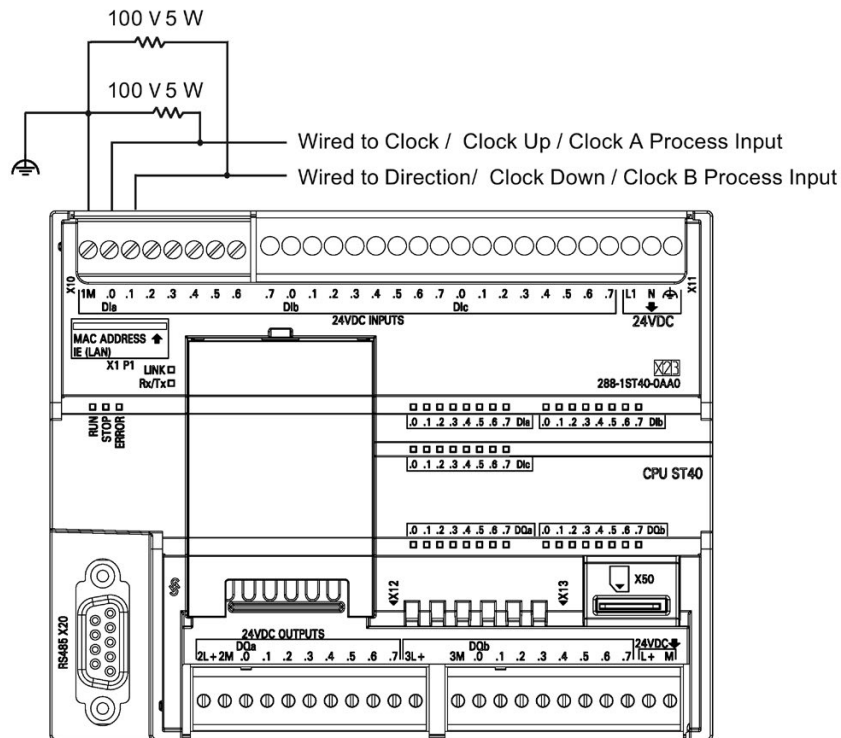 100 V 5 W
100 V 5 W
Wired to Clock / Clock Up / Clock A Process Input
Wired to Direction/ Clock Down / Clock B Process Input
X10
1M .0 .1 .2 .3 .4 .5 .6 .7 .0 .1 .2 .3 .4 .5 .6 .7 .0 .1 .2 .3 .4 .5 .6 .7 L1 N
X11
DIa DIb DIc
24VDC INPUTS
24VDC
MAC ADDRESS
IE (LAN)
X1 P1
LINK
Rx/Tx
288-1ST40-0AA0
RUN
STOP
ERROR
.0 .1 .2 .3 .4 .5 .6 .7 DIa .0 .1 .2 .3 .4 .5 .6 .7 DIb
.0 .1 .2 .3 .4 .5 .6 .7 DIc
CPU ST40
.0 .1 .2 .3 .4 .5 .6 .7 DQa .0 .1 .2 .3 .4 .5 .6 .7 DQb
X12
X13
X50
RS485 X20
24VDC OUTPUTS
DQa DQb 24VDC
2L+ 2M .0 .1 .2 .3 .4 .5 .6 .7 3L+ 3M .0 .1 .2 .3 .4 .5 .6 .7 L+ M